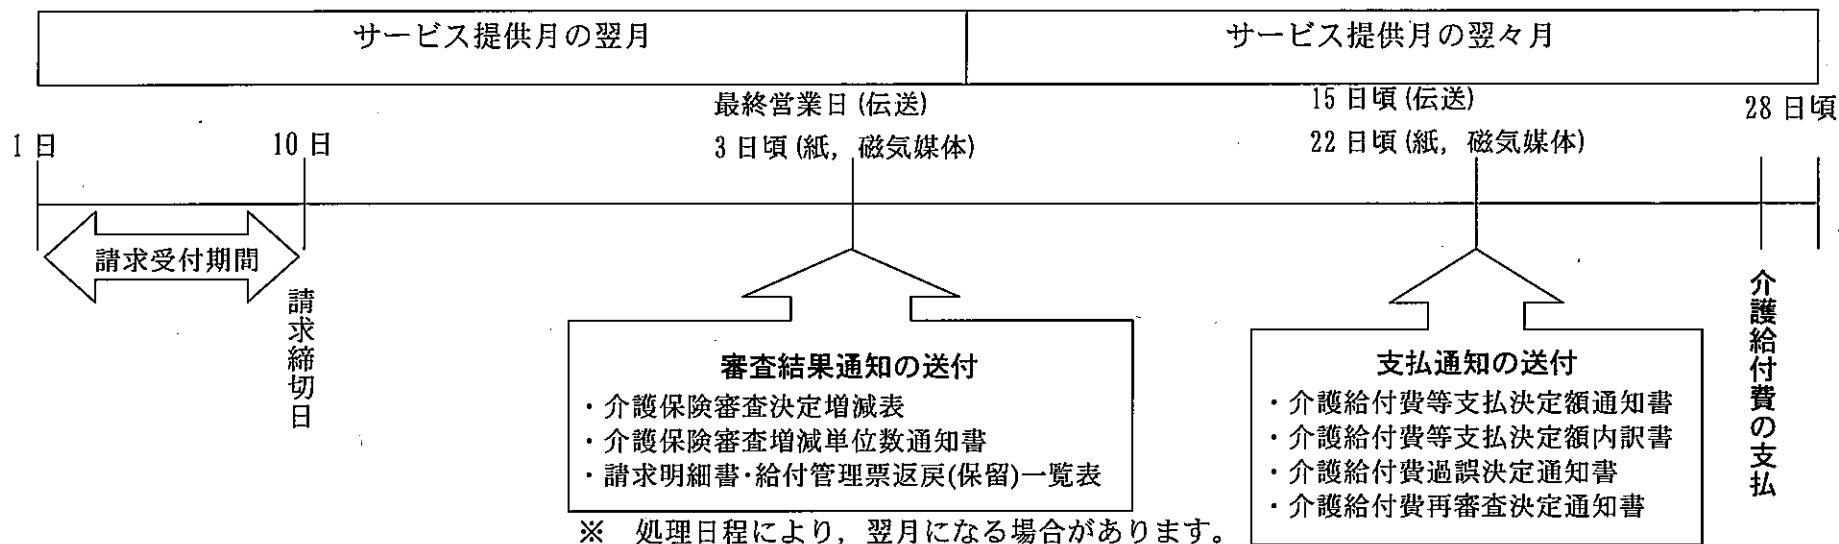 サービス提供月の翌月
サービス提供月の翌々月
最終営業日(伝送)
15日頃(伝送)
28日頃
1日
10日
3日頃(紙，磁気媒体)
22日頃(紙，磁気媒体)
請求受付期間
請求締切日
審査結果通知の送付
・介護保険審査決定増減表
・介護保険審査増減単位数通知書
・請求明細書・給付管理票返戻(保留)一覧表
※　処理日程により，翌月になる場合があります。
支払通知の送付
・介護給付費等支払決定額通知書
・介護給付費等支払決定額内訳書
・介護給付費過誤決定通知書
・介護給付費再審査決定通知書
介護給付費の支払